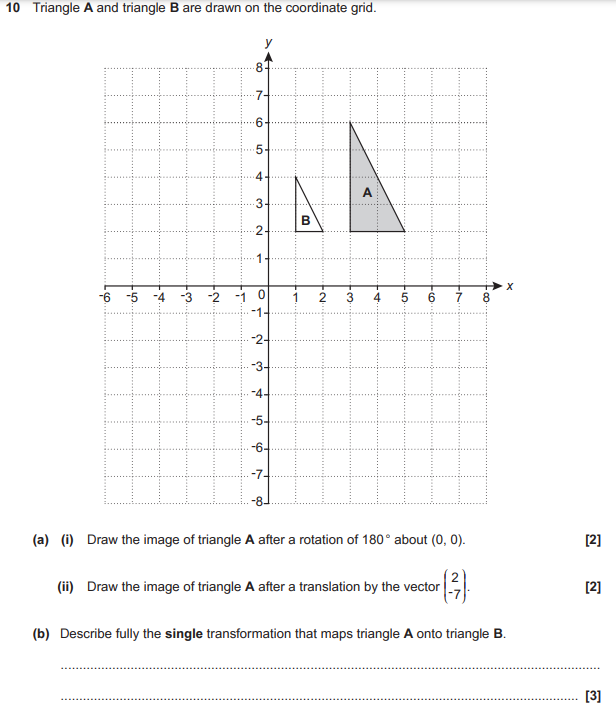 10 Triangle A and triangle B are drawn on the coordinate grid.
y
8
7
6
5
4
A
3
B
2
1
x
-6 -5 -4 -3 -2 -1 0 1 2 3 4 5 6 7 8
-1
-2
-3
-4
-5
-6
-7
-8
(a) (i) Draw the image of triangle A after a rotation of 180° about (0, 0). [2]
(ii) Draw the image of triangle A after a translation by the vector (2 -7). [2]
(b) Describe fully the single transformation that maps triangle A onto triangle B.
[3]